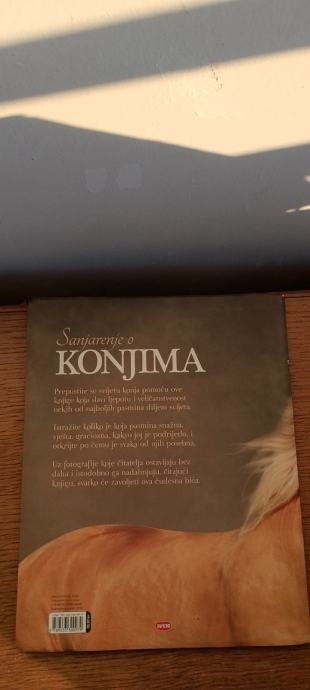 Sanjarenje o
KONJIMA
Prepustite se svijetu konja pomoću ove
knjige koja slavi ljepotu i veličanstvenost
nekih od najboljih pasmina diljem svijeta.
Istražite koliko je koja pasmina snažna,
vješta, graciozna, kakvo joj je podrijetlo, i
otkrijte po čemu je svaka od njih posebna.
Uz fotografije koje čitatelja ostavljaju bez
daha i istodobno ga nadahnjuju, čitajući
knjigu, svatko će zavoljeti ova čudesna bića.